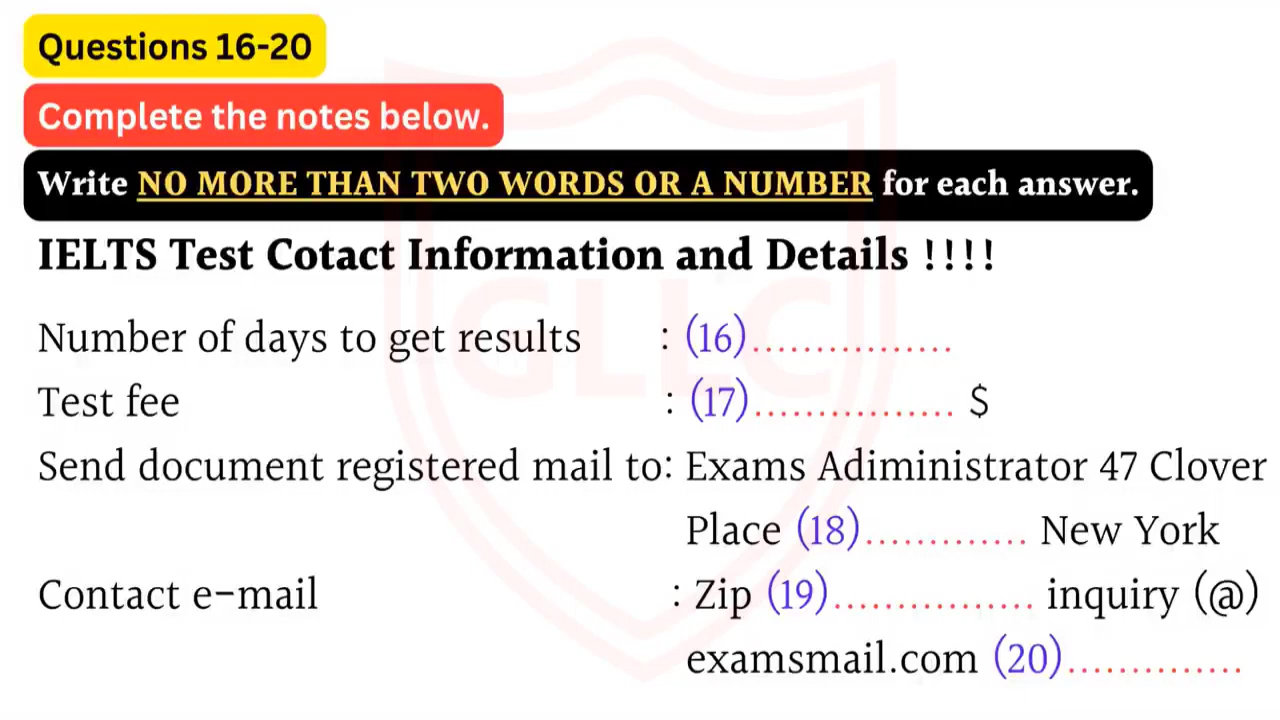 Questions 16-20
Complete the notes below.
Write NO MORE THAN TWO WORDS OR A NUMBER for each answer.
IELTS Test Cotact Information and Details !!!!
Number of days to get results : (16)................
Test fee : (17)................ $
Send document registered mail to: Exams Adiministrator 47 Clover
Place (18)............. New York
Contact e-mail : Zip (19)................ inquiry (@)
examsmail.com (20)..............
GLLC